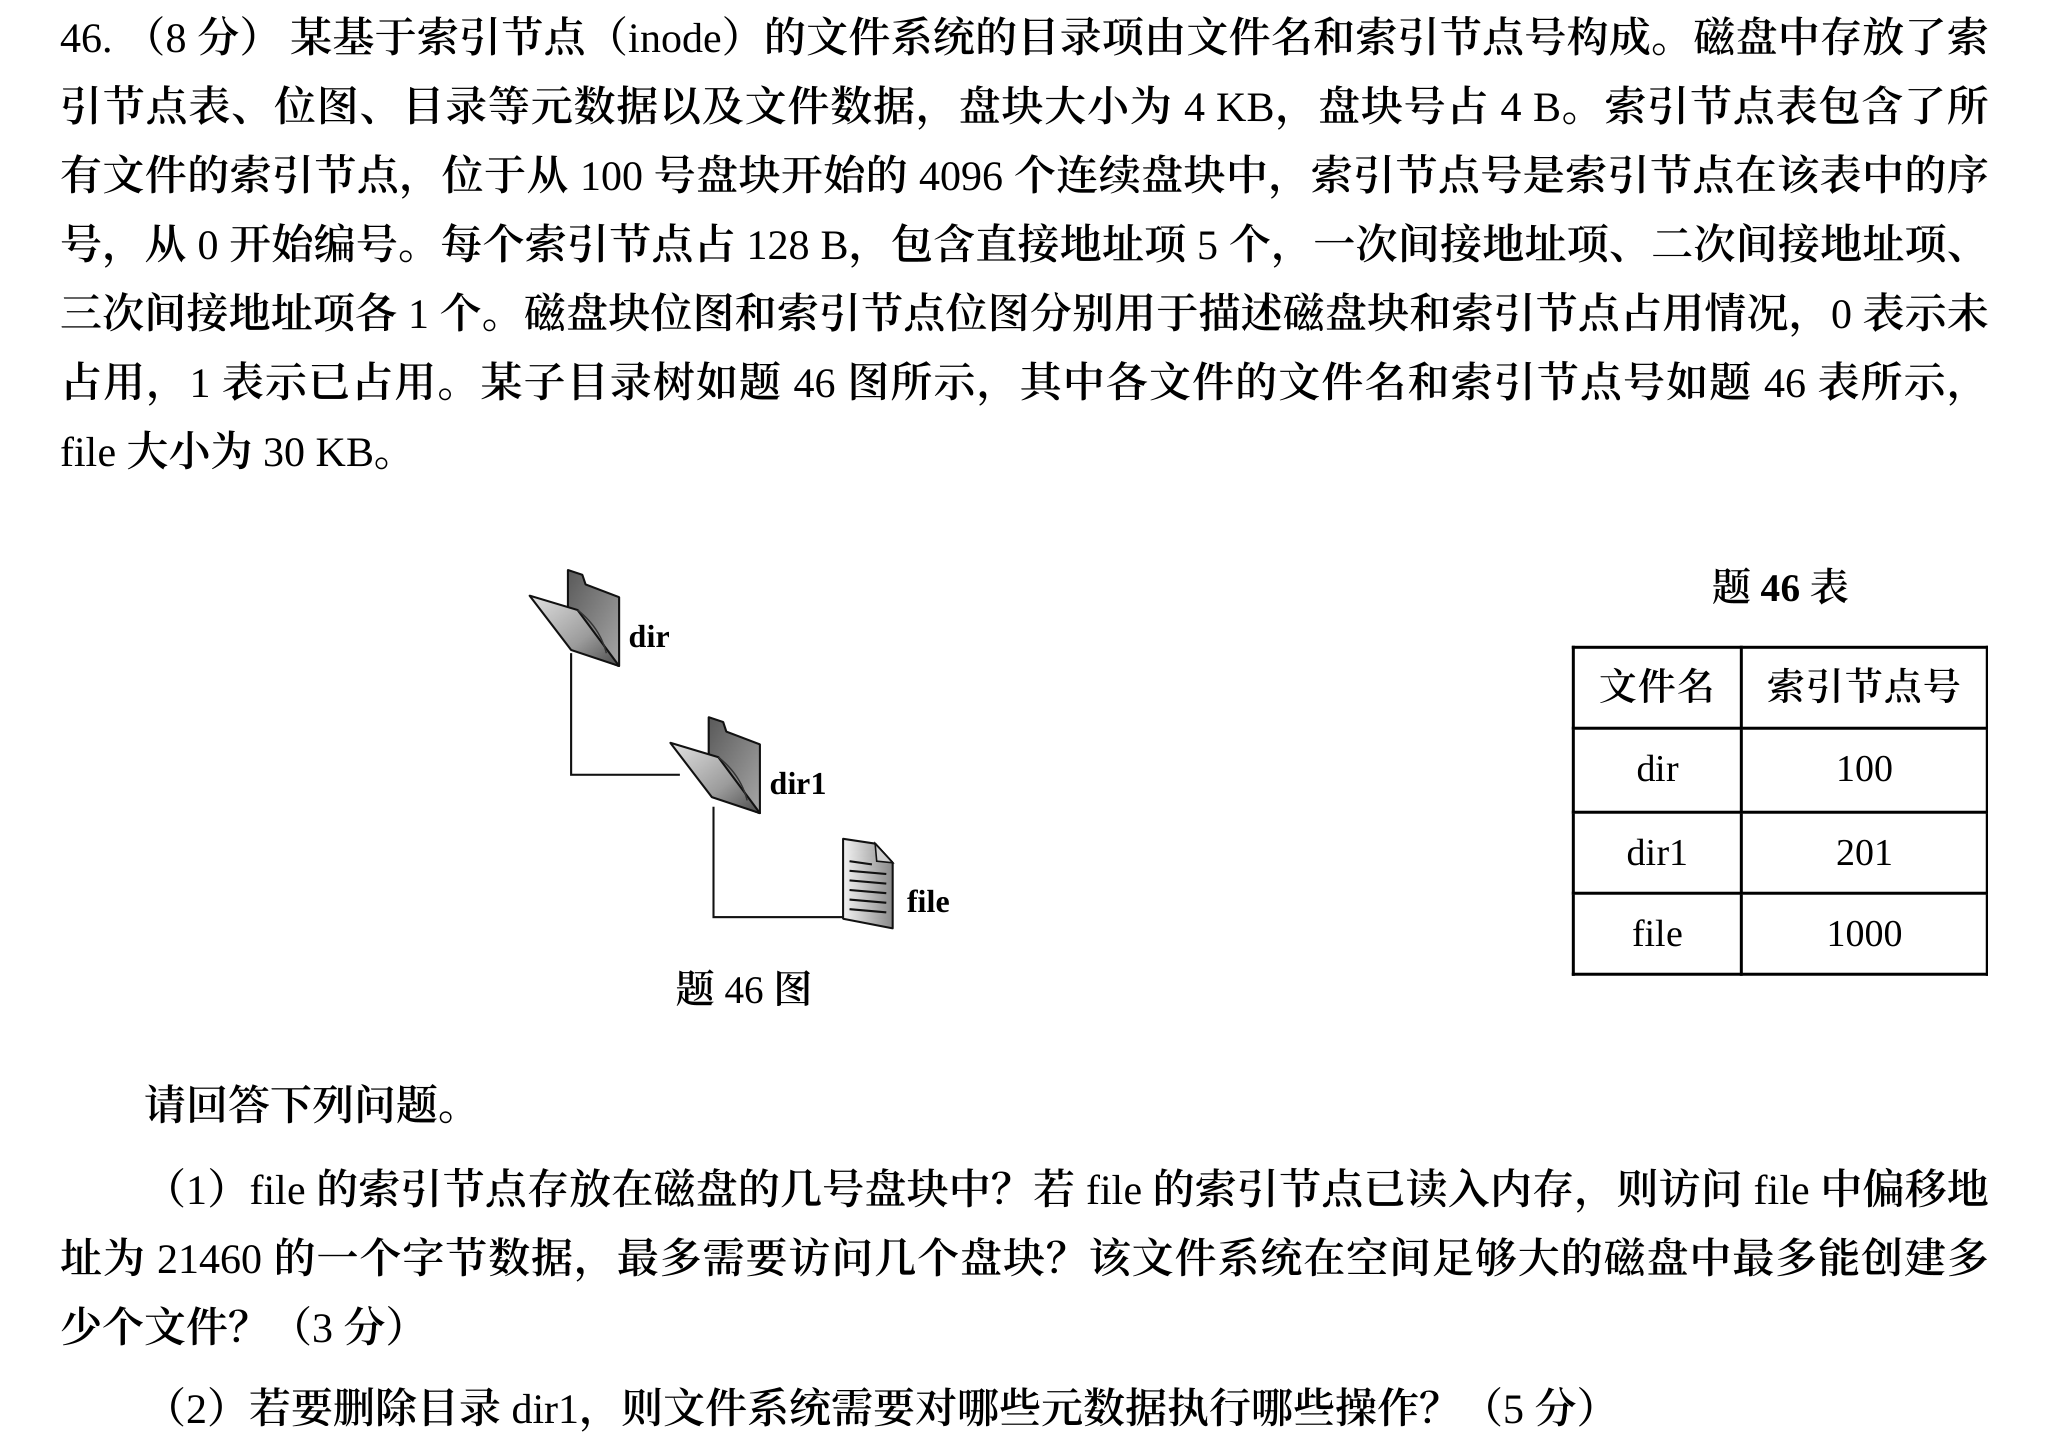 46. （8 分） 某基于索引节点（inode）的文件系统的目录项由文件名和索引节点号构成。磁盘中存放了索
引节点表、位图、目录等元数据以及文件数据，盘块大小为 4 KB，盘块号占 4 B。索引节点表包含了所
有文件的索引节点，位于从 100 号盘块开始的 4096 个连续盘块中，索引节点号是索引节点在该表中的序
号，从 0 开始编号。每个索引节点占 128 B，包含直接地址项 5 个，一次间接地址项、二次间接地址项、
三次间接地址项各 1 个。磁盘块位图和索引节点位图分别用于描述磁盘块和索引节点占用情况，0 表示未
占用，1 表示已占用。某子目录树如题 46 图所示，其中各文件的文件名和索引节点号如题 46 表所示，
file 大小为 30 KB。
dir
dir1
file
题 46 图
题 46 表
文件名 索引节点号
dir 100
dir1 201
file 1000
请回答下列问题。
（1）file 的索引节点存放在磁盘的几号盘块中？若 file 的索引节点已读入内存，则访问 file 中偏移地
址为 21460 的一个字节数据，最多需要访问几个盘块？该文件系统在空间足够大的磁盘中最多能创建多
少个文件？（3 分）
（2）若要删除目录 dir1，则文件系统需要对哪些元数据执行哪些操作？（5 分）